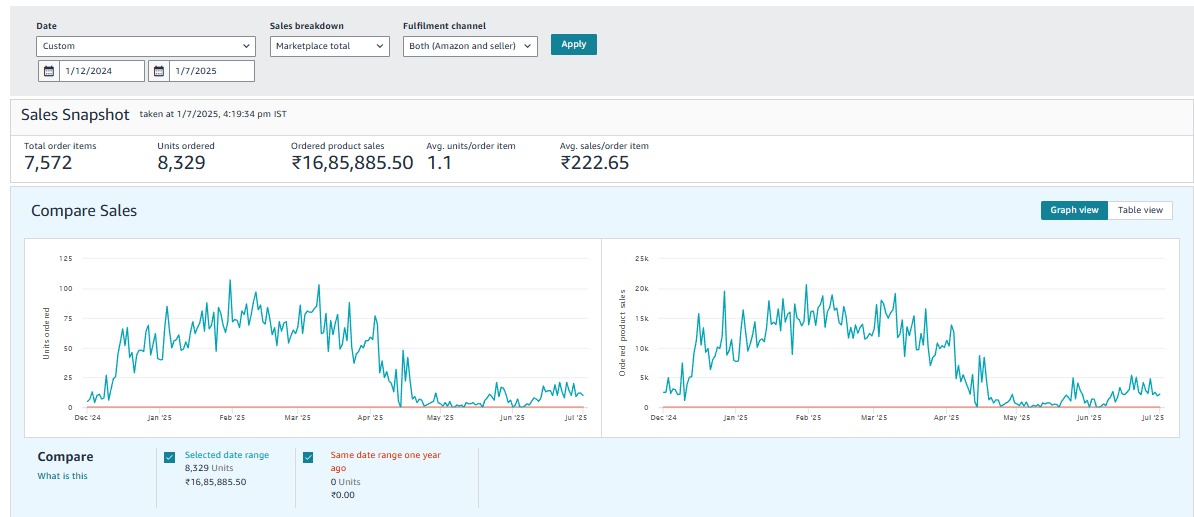 Date
Sales breakdown
Fulfilment channel
Custom
Marketplace total
Both (Amazon and seller)
Apply
1/12/2024
1/7/2025
Sales Snapshot taken at 1/7/2025, 4:19:34 pm IST
Total order items
Units ordered
Ordered product sales
Avg. units/order item
Avg. sales/order item
7,572
8,329
₹16,85,885.50
1.1
₹222.65
Compare Sales
Graph view
Table view
Units ordered
125
100
75
50
25
0
Dec '24
Jan '25
Feb '25
Mar '25
Apr '25
May '25
Jun '25
Jul '25
Ordered product sales
25k
20k
15k
10k
5k
0
Dec '24
Jan '25
Feb '25
Mar '25
Apr '25
May '25
Jun '25
Jul '25
Compare
What is this
Selected date range
8,329 Units
₹16,85,885.50
Same date range one year
ago
0 Units
₹0.00